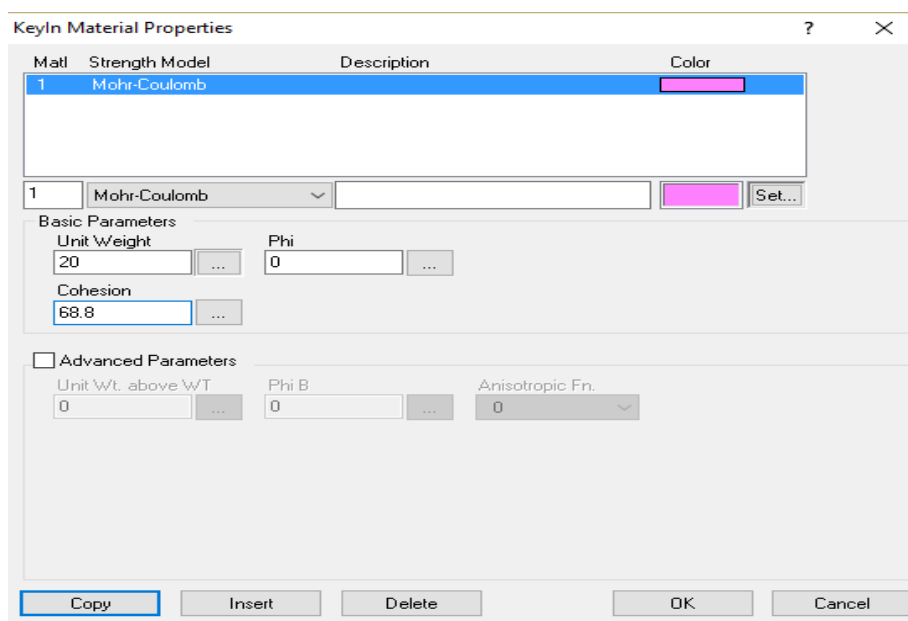 KeyIn Material Properties ?
Matl Strength Model Description Color
1 Mohr-Coulomb
1 Mohr-Coulomb Set...
Basic Parameters
Unit Weight Phi
20 ... 0 ...
Cohesion
68.8 ...
Advanced Parameters
Unit Wt. above WT Phi B Anisotropic Fn.
0 ... 0 ... 0
Copy Insert Delete OK Cancel